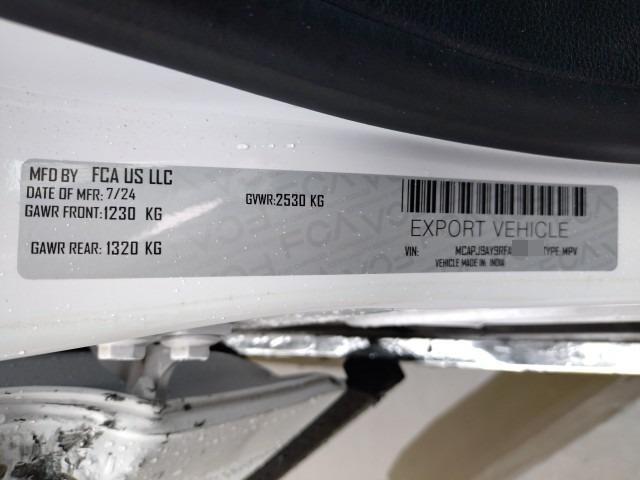 MFD BY FCA US LLC
DATE OF MFR: 7/24
GAWR FRONT:1230 KG
GAWR REAR: 1320 KG
GVWR:2530 KG
EXPORT VEHICLE
VIN: MCAPJ9AY9RFA TYPE: MPV
VEHICLE MADE IN: INDIA